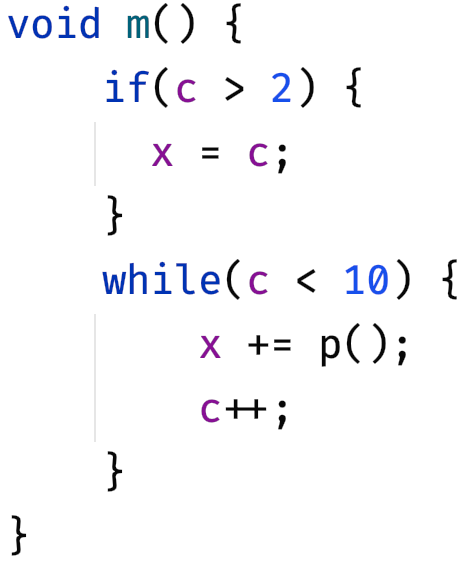 void m() {
    if(c > 2) {
      x = c;
    }
    while(c < 10) {
        x += p();
        c++;
    }
}